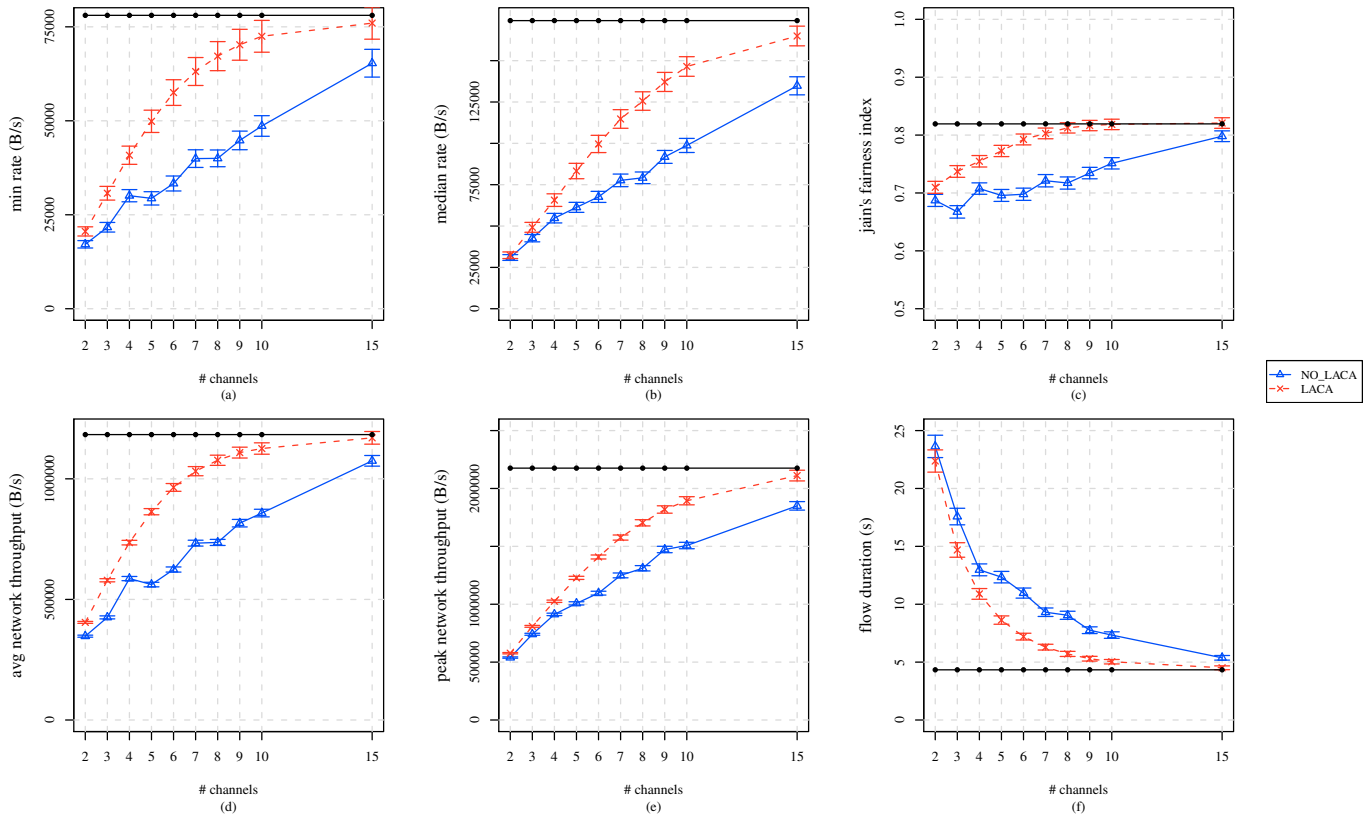 min rate (B/s)
0 25000 50000 75000
2 3 4 5 6 7 8 9 10 15
# channels
(a)
median rate (B/s)
0 25000 75000 125000
2 3 4 5 6 7 8 9 10 15
# channels
(b)
jain's fairness index
0.5 0.6 0.7 0.8 0.9 1.0
2 3 4 5 6 7 8 9 10 15
# channels
(c)
NO_LACA
LACA
avg network throughput (B/s)
0 500000 1000000
2 3 4 5 6 7 8 9 10 15
# channels
(d)
peak network throughput (B/s)
0 500000 1000000 2000000
2 3 4 5 6 7 8 9 10 15
# channels
(e)
flow duration (s)
0 5 10 15 20 25
2 3 4 5 6 7 8 9 10 15
# channels
(f)